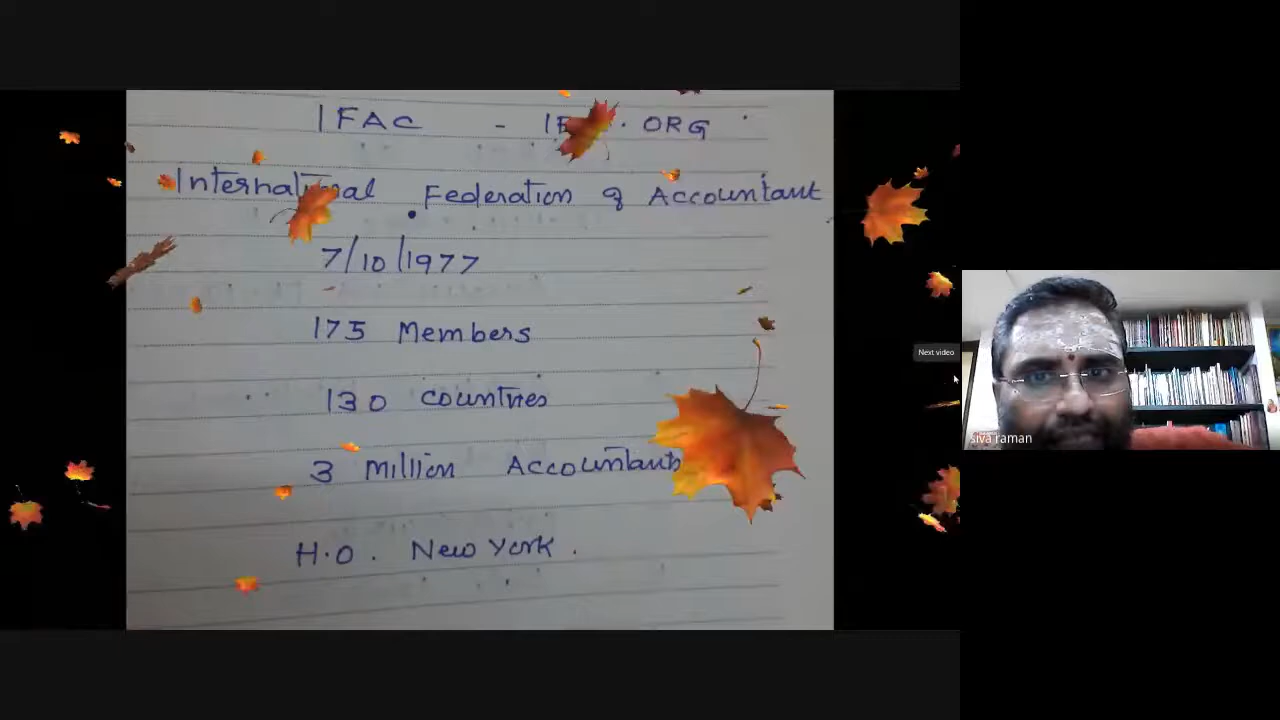 IFAC - . ORG
International Federation of Accountant
7/10/1977
175 Members
130 countries
3 Million Accountants
H.O. New York.
Next video
siva raman